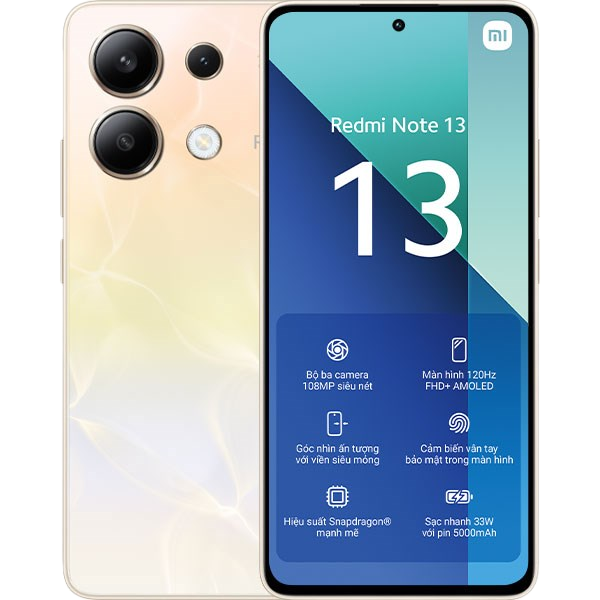 mi
Redmi Note 13
13
Bộ ba camera
108MP siêu nét
Màn hình 120Hz
FHD+ AMOLED
Góc nhìn ấn tượng
với viền siêu mỏng
Cảm biến vân tay
bảo mật trong màn hình
Hiệu suất Snapdragon®
mạnh mẽ
Sạc nhanh 33W
với pin 5000mAh